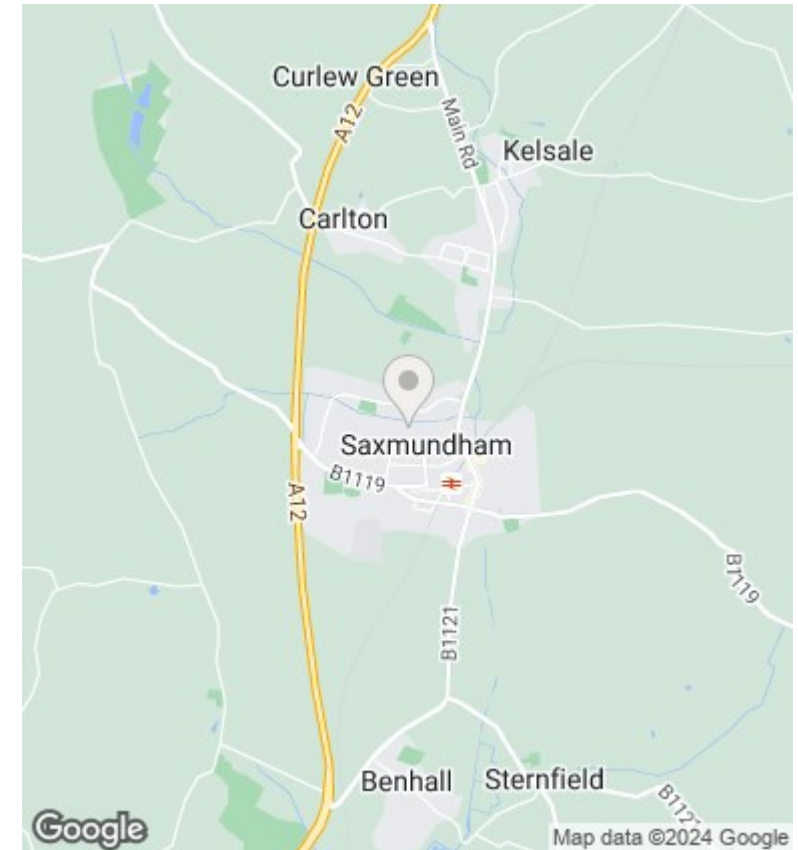 Curlew Green
A12
Main Rd
Kelsale
Carlton
Saxmundham
B1119
A12
B1119
B1121
Benhall
Sternfield
B1121
Google
Map data ©2024 Google